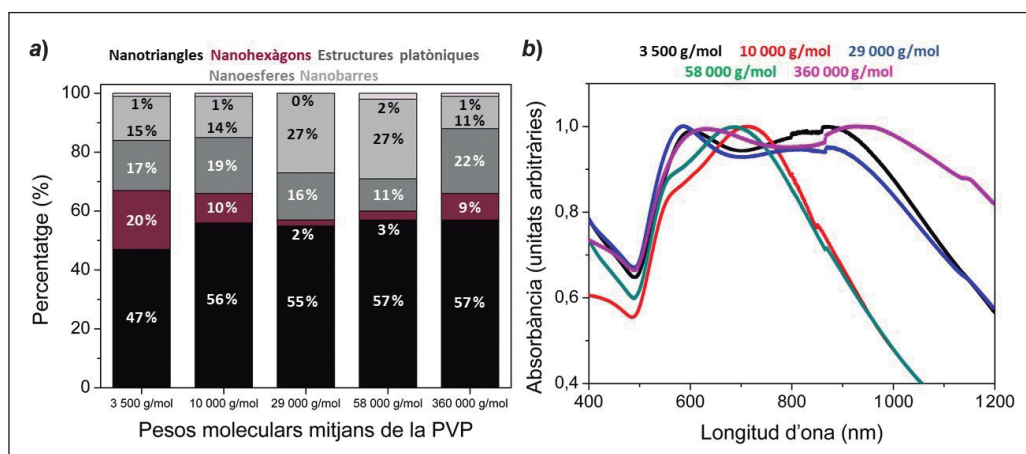 a)
Nanotriangles Nanohexàgons Estructures platòniques
Nanoesferes Nanobarres
Percentatge (%)
100
80
60
40
20
0
1% 1% 0% 2% 1%
15% 14% 27% 27% 11%
17% 19% 16% 11% 22%
20% 10% 2% 3% 9%
47% 56% 55% 57% 57%
3 500 g/mol 10 000 g/mol 29 000 g/mol 58 000 g/mol 360 000 g/mol
Pesos moleculars mitjans de la PVP
b)
3 500 g/mol 10 000 g/mol 29 000 g/mol
58 000 g/mol 360 000 g/mol
Absorbància (unitats arbitràries)
1,0
0,8
0,6
0,4
400 600 800 1000 1200
Longitud d'ona (nm)